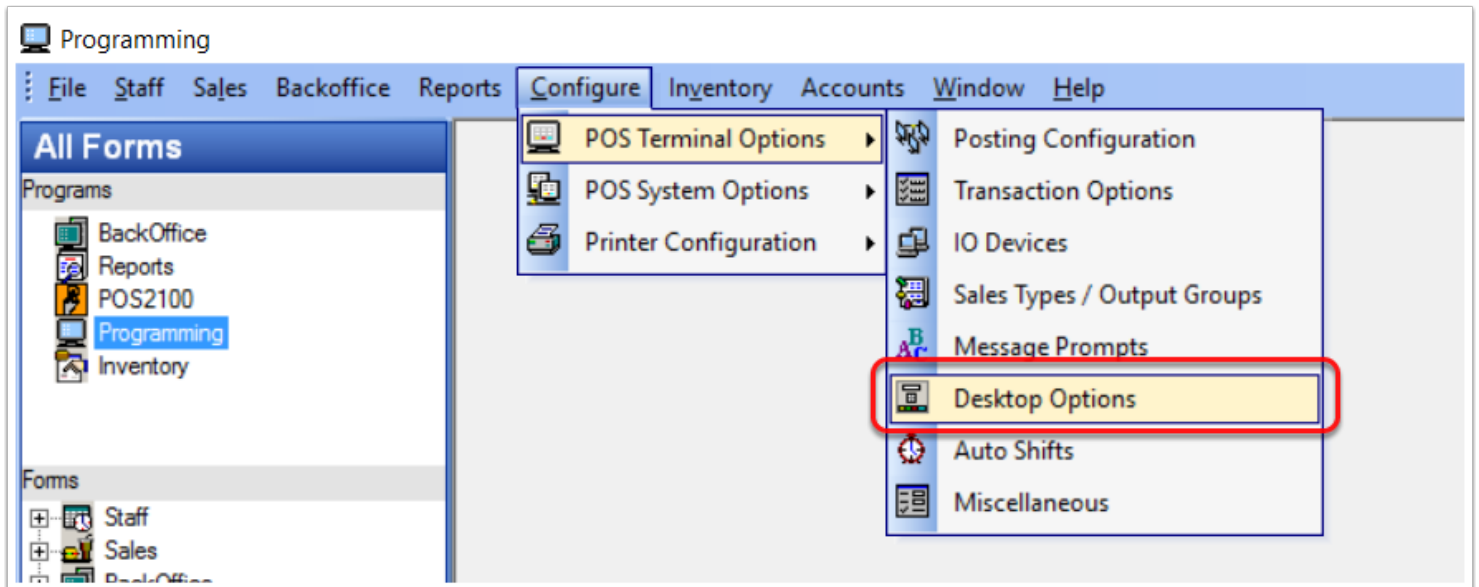 Programming
File Staff Sales Backoffice Reports Configure Inventory Accounts Window Help
All Forms
Programs
BackOffice
Reports
POS2100
Programming
Inventory
Forms
Staff
Sales
BackOffice
POS Terminal Options
POS System Options
Printer Configuration
Posting Configuration
Transaction Options
IO Devices
Sales Types / Output Groups
Message Prompts
Desktop Options
Auto Shifts
Miscellaneous